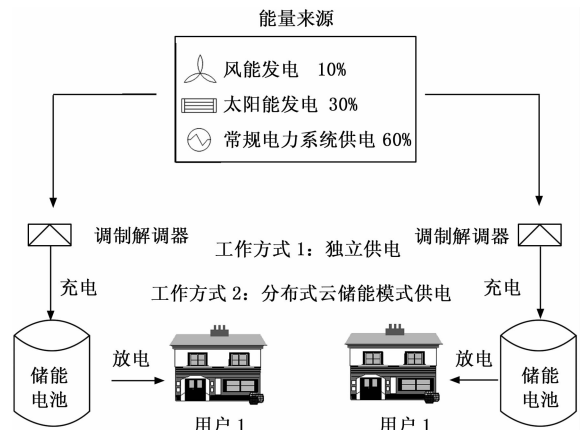 能量来源
风能发电 10%
太阳能发电 30%
常规电力系统供电 60%
调制解调器
调制解调器
工作方式 1：独立供电
充电
充电
工作方式 2：分布式云储能模式供电
储能
电池
放电
放电
储能
电池
用户 1
用户 1